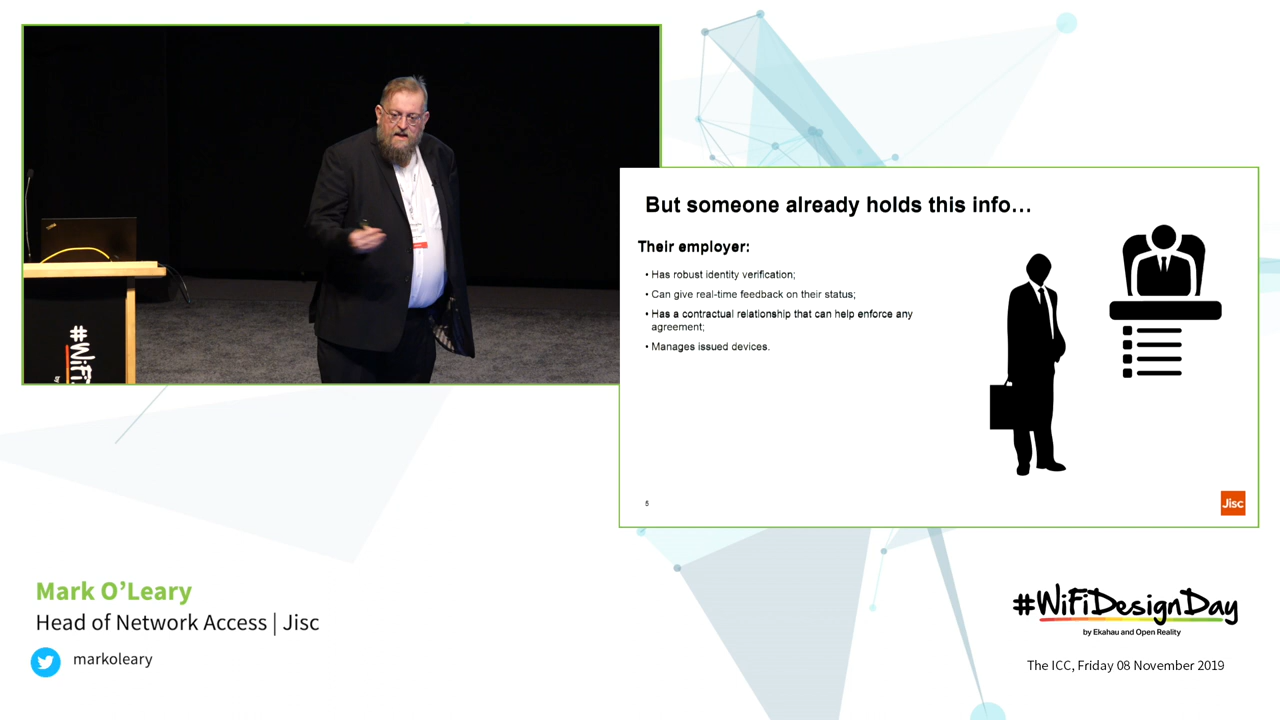 #WiFiD
But someone already holds this info…
Their employer:
• Has robust identity verification;
• Can give real-time feedback on their status;
• Has a contractual relationship that can help enforce any
agreement;
• Manages issued devices.
5
Jisc
Mark O’Leary
Head of Network Access | Jisc
markoleary
#WiFiDesignDay
by Ekahau and Open Reality
The ICC, Friday 08 November 2019